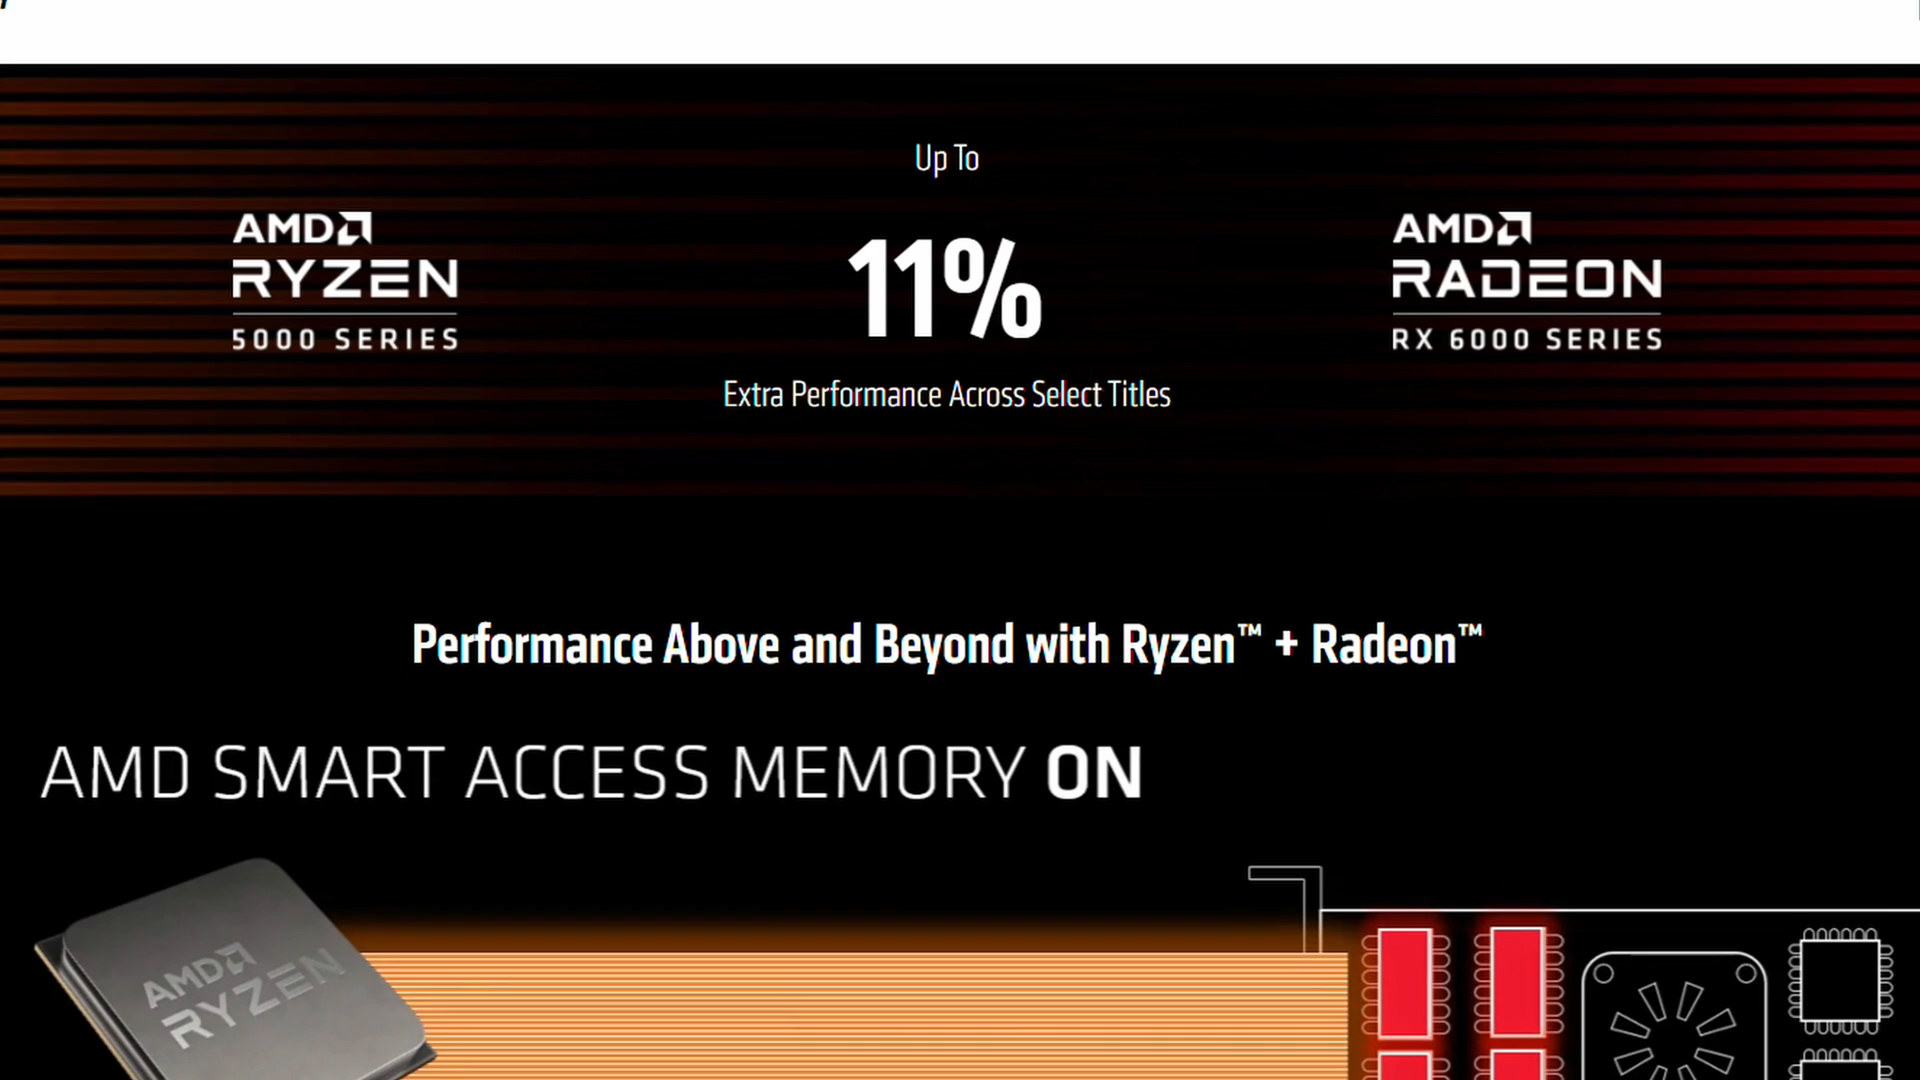 Up To
AMD
RYZEN
5000 SERIES
11%
AMD
RADEON
RX 6000 SERIES
Extra Performance Across Select Titles
Performance Above and Beyond with Ryzen™ + Radeon™
AMD SMART ACCESS MEMORY ON
AMD
RYZEN